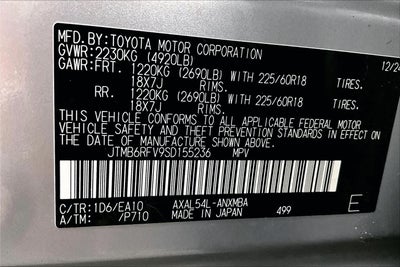 MFD.BY:TOYOTA MOTOR CORPORATION 12/24
GVWR:2230KG (4920LB)
GAWR:FRT. 1220KG (2690LB) WITH 225/60R18 TIRES.
18X7J RIMS.
RR. 1220KG (2690LB) WITH 225/60R18 TIRES.
18X7J RIMS.
THIS VEHICLE CONFORMS TO ALL APPLICABLE FEDERAL MOTOR
VEHICLE SAFETY AND THEFT PREVENTION STANDARDS IN EFFECT ON
THE DATE OF MANUFACTURE SHOWN ABOVE.
JTMB6RFV9SD155236 MPV
C/TR:1D6/EA10 AXAL54L-ANXMBA
A/TM: /P710 MADE IN JAPAN 499 E